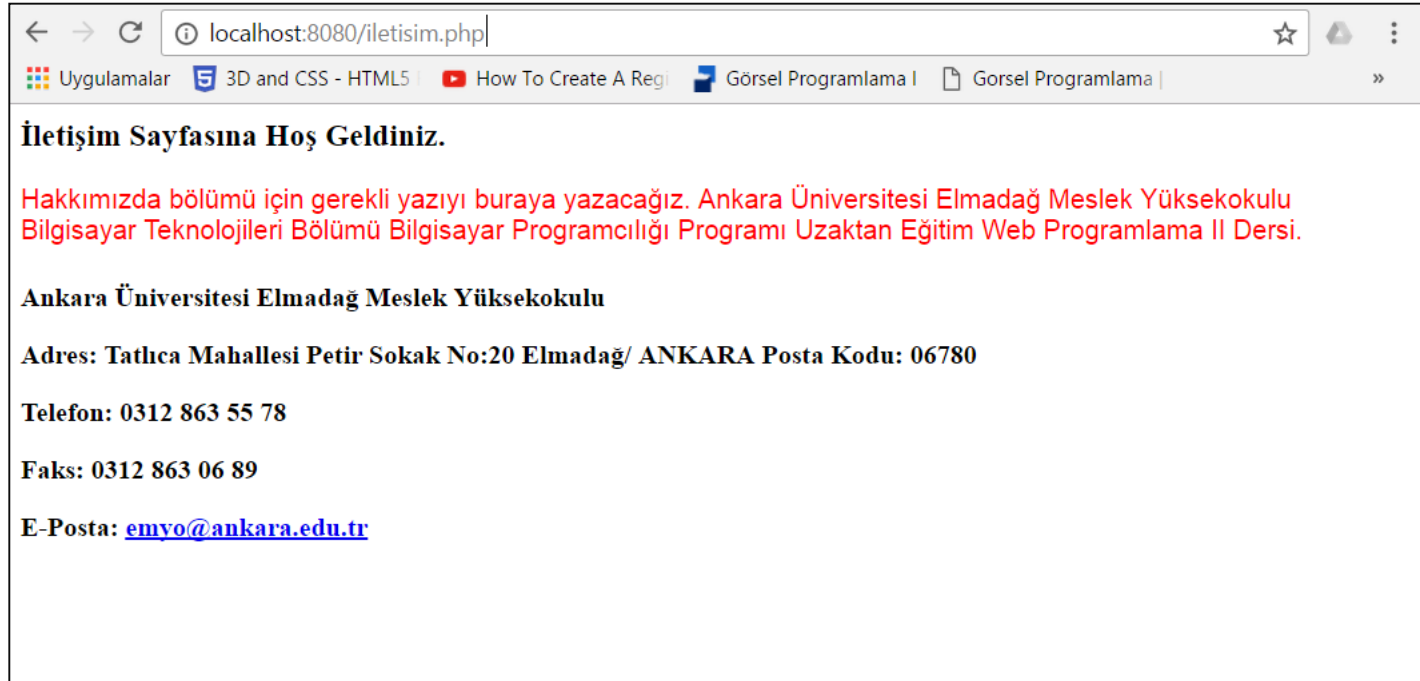 localhost:8080/iletisim.php
Uygulamalar 3D and CSS - HTML5 How To Create A Regi Görsel Programlama I Gorsel Programlama | »
İletişim Sayfasına Hoş Geldiniz.
Hakkımızda bölümü için gerekli yazıyı buraya yazacağız. Ankara Üniversitesi Elmadağ Meslek Yüksekokulu
Bilgisayar Teknolojileri Bölümü Bilgisayar Programcılığı Programı Uzaktan Eğitim Web Programlama II Dersi.
Ankara Üniversitesi Elmadağ Meslek Yüksekokulu
Adres: Tatlıca Mahallesi Petir Sokak No:20 Elmadağ/ ANKARA Posta Kodu: 06780
Telefon: 0312 863 55 78
Faks: 0312 863 06 89
E-Posta: emyo@ankara.edu.tr